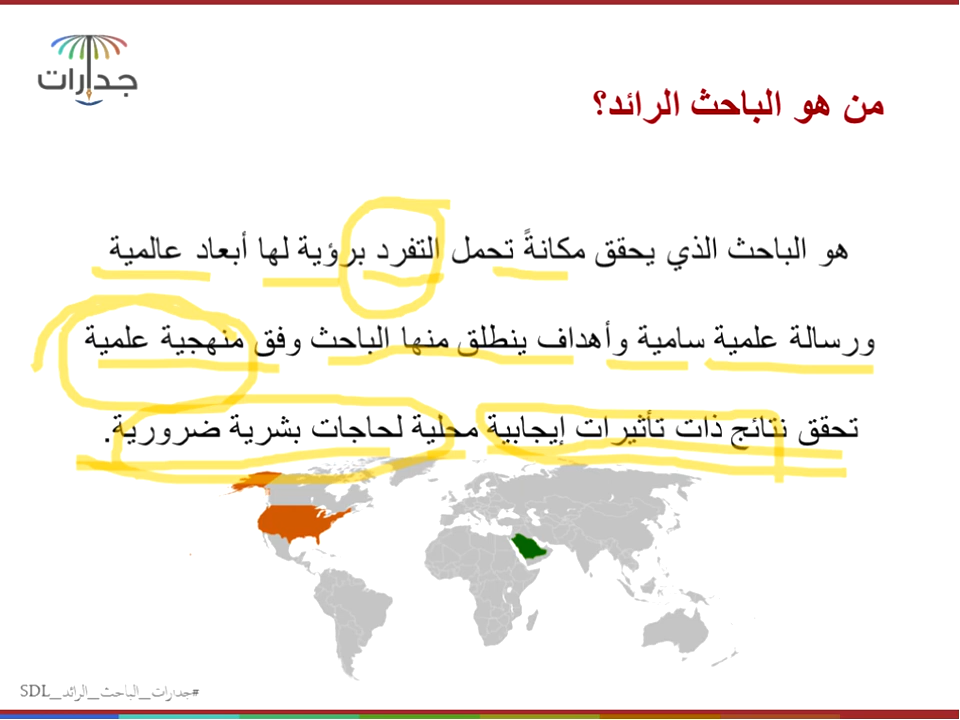 جدارات
من هو الباحث الرائد؟
هو الباحث الذي يحقق مكانةً تحمل التفرد برؤية لها أبعاد عالمية
ورسالة علمية سامية وأهداف ينطلق منها الباحث وفق منهجية علمية
تحقق نتائج ذات تأثيرات إيجابية محلية لحاجات بشرية ضرورية.
#جدارات_الباحث_الرائد_SDL